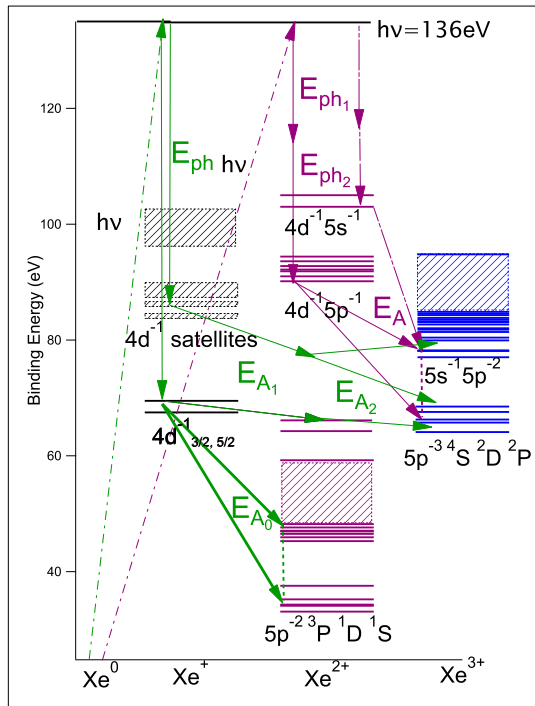 hν=136eV
120
E_ph1
E_ph hν
E_ph2
hν
100
4d^-1 5s^-1
4d^-1 5p^-1
E_A
4d^-1 satellites
80
Binding Energy (eV)
5s^-1 5p^-2
E_A1
E_A2
4d^-1 3/2, 5/2
60
5p^-3 4S 2D 2P
E_A0
40
5p^-2 3P 1D 1S
Xe^0
Xe^+
Xe^2+
Xe^3+